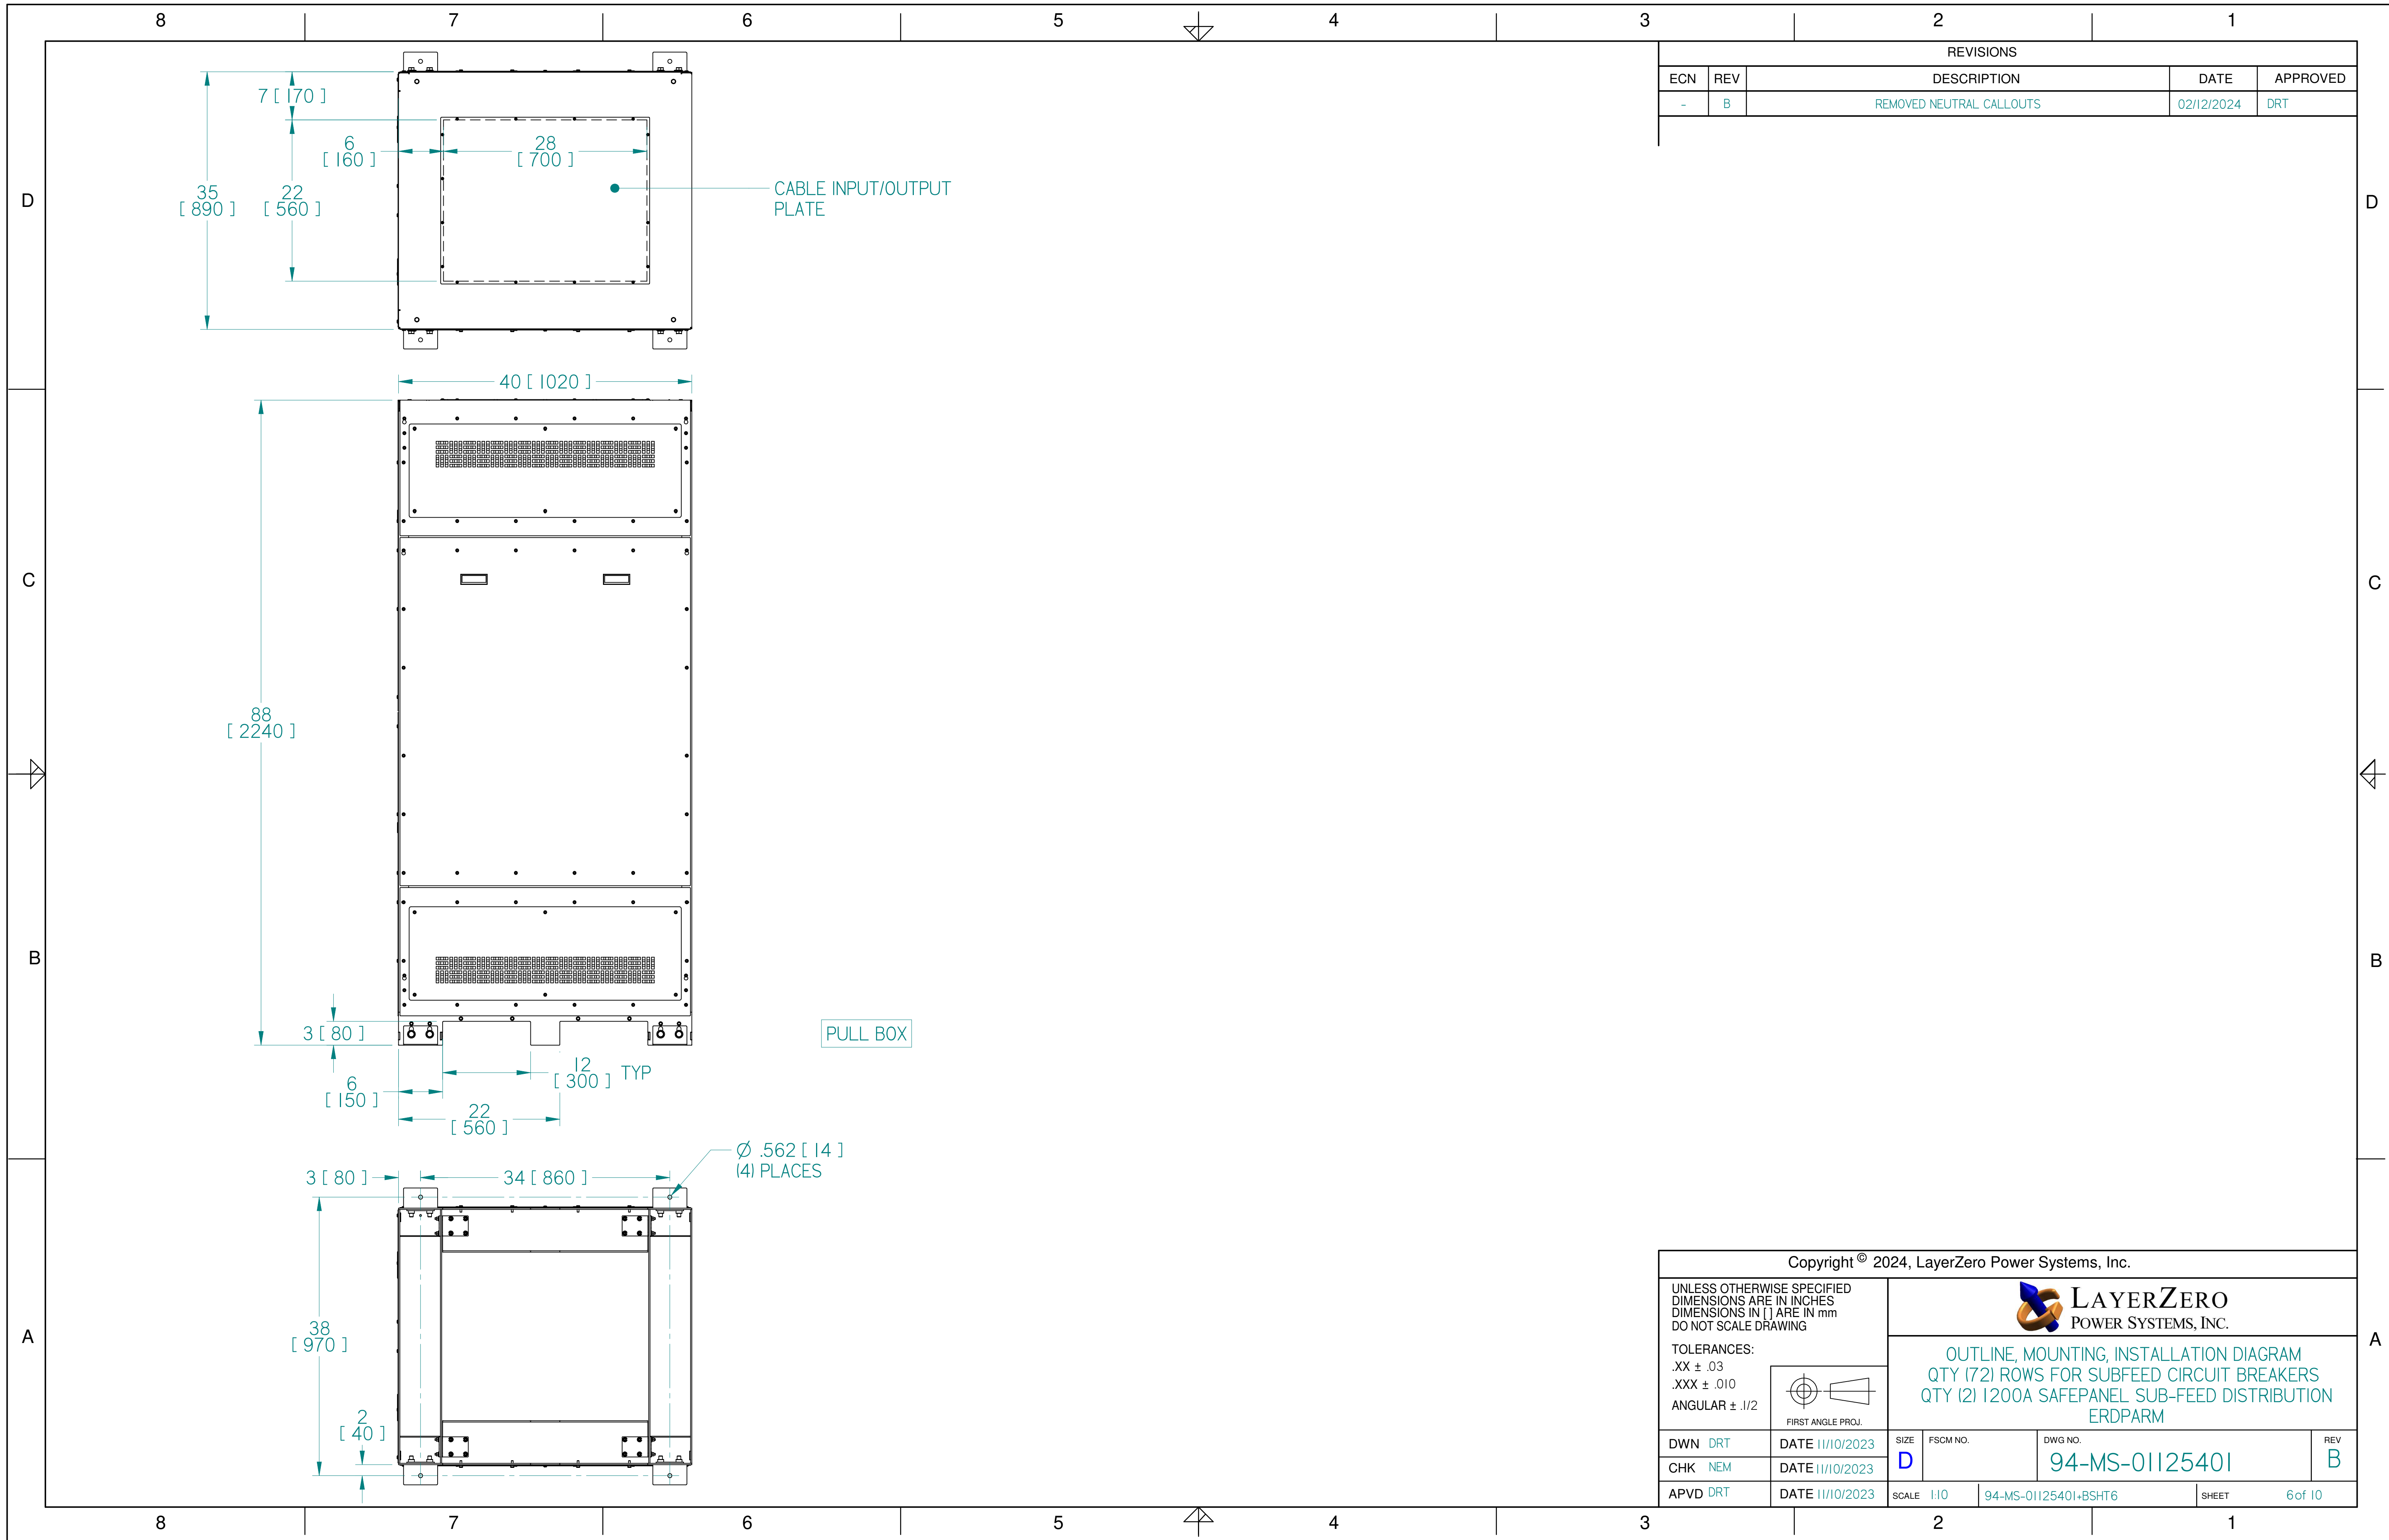 8 7 6 5 4 3 2 1
REVISIONS
ECN REV DESCRIPTION DATE APPROVED
- B REMOVED NEUTRAL CALLOUTS 02/12/2024 DRT
7 [ 170 ]
6
[ 160 ]
28
[ 700 ]
35
[ 890 ]
22
[ 560 ]
CABLE INPUT/OUTPUT
PLATE
D D
40 [ 1020 ]
C C
88
[ 2240 ]
B B
3 [ 80 ]
PULL BOX
12
[ 300 ] TYP
6
[ 150 ]
22
[ 560 ]
Ø .562 [ 14 ]
(4) PLACES
3 [ 80 ]
34 [ 860 ]
38
[ 970 ]
2
[ 40 ]
A A
Copyright © 2024, LayerZero Power Systems, Inc.
UNLESS OTHERWISE SPECIFIED
DIMENSIONS ARE IN INCHES
DIMENSIONS IN [ ] ARE IN mm
DO NOT SCALE DRAWING
TOLERANCES:
.XX ± .03
.XXX ± .010
ANGULAR ± .1/2
FIRST ANGLE PROJ.
LAYERZERO
POWER SYSTEMS, INC.
OUTLINE, MOUNTING, INSTALLATION DIAGRAM
QTY (72) ROWS FOR SUBFEED CIRCUIT BREAKERS
QTY (2) 1200A SAFEPANEL SUB-FEED DISTRIBUTION
ERDPARM
DWN DRT DATE 11/10/2023
CHK NEM DATE 11/10/2023
APVD DRT DATE 11/10/2023
SIZE
D
FSCM NO.
DWG NO.
94-MS-01125401
REV
B
SCALE 1:10 94-MS-01125401+BSHT6 SHEET 6 of 10
8 7 6 5 4 3 2 1